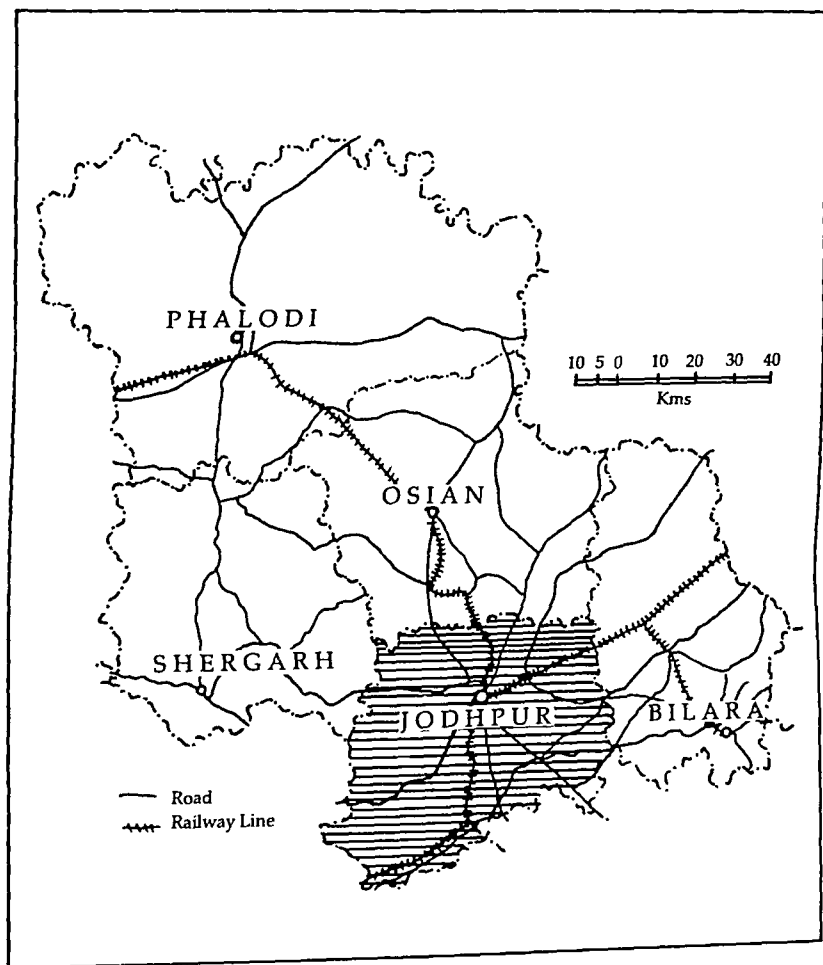 PHALODI
10 5 0 10 20 30 40
Kms
OSIAN
SHERGARH
JODHPUR
BILARA
Road
Railway Line